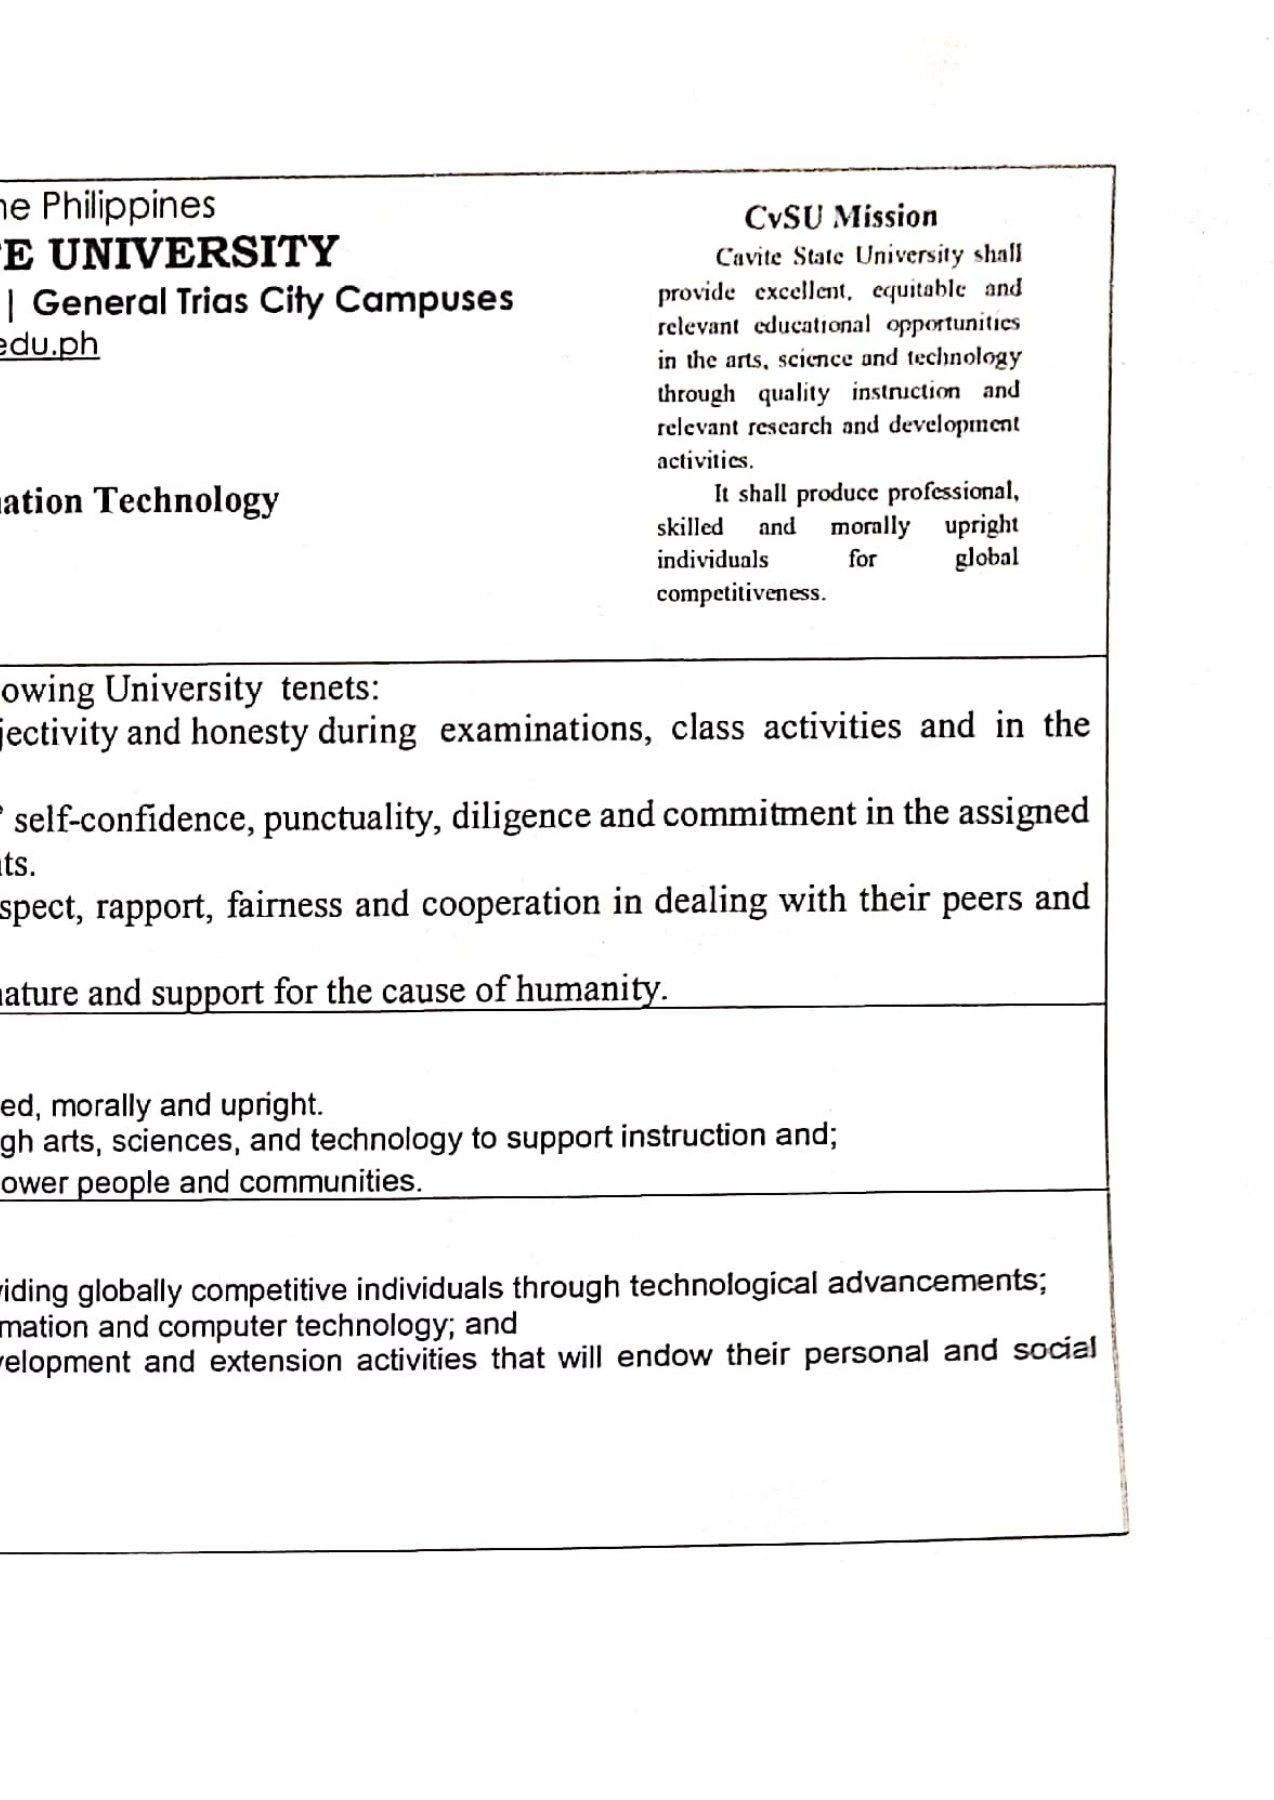 ne Philippines
E UNIVERSITY
| General Trias City Campuses
edu.ph
ation Technology
CvSU Mission
Cavite State University shall
provide excellent, equitable and
relevant educational opportunities
in the arts, science and technology
through quality instruction and
relevant research and development
activities.
It shall produce professional,
skilled and morally upright
individuals for global
competitiveness.
owing University tenets:
jectivity and honesty during examinations, class activities and in the
self-confidence, punctuality, diligence and commitment in the assigned
ts.
spect, rapport, fairness and cooperation in dealing with their peers and
nature and support for the cause of humanity.
ed, morally and upright.
gh arts, sciences, and technology to support instruction and;
ower people and communities.
viding globally competitive individuals through technological advancements;
mation and computer technology; and
velopment and extension activities that will endow their personal and social